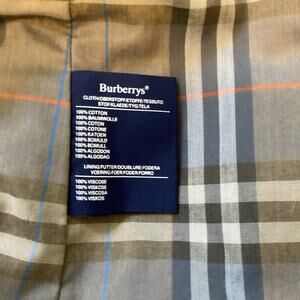 Burberrys®
CLOTH/OBERSTOFF/ETOFFE/TESSUTO
STOF/KLAEDE/TYG/TELA
100% COTTON
100% BAUMWOLLE
100% COTON
100% COTONE
100% KATOEN
100% BOMULD
100% BOMULL
100% ALGODON
100% ALGODAO
LINING/FUTTER/DOUBLURE/FODERA
VOERING/FOER/FODER/FORRO
100% VISCOSE
100% VISKOSE
100% VISCOSA
100% VISKOS